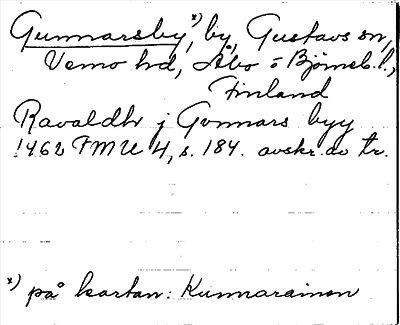 Gunnarsby*), by, Gustavs sn,
Vemo hd, Åbo o Björneb. l.,
Finland
Ravaldh j Gonnars byy
1462 FMU 4, s. 184. avskr. av tr.
*) på kartan: Kunnarainen